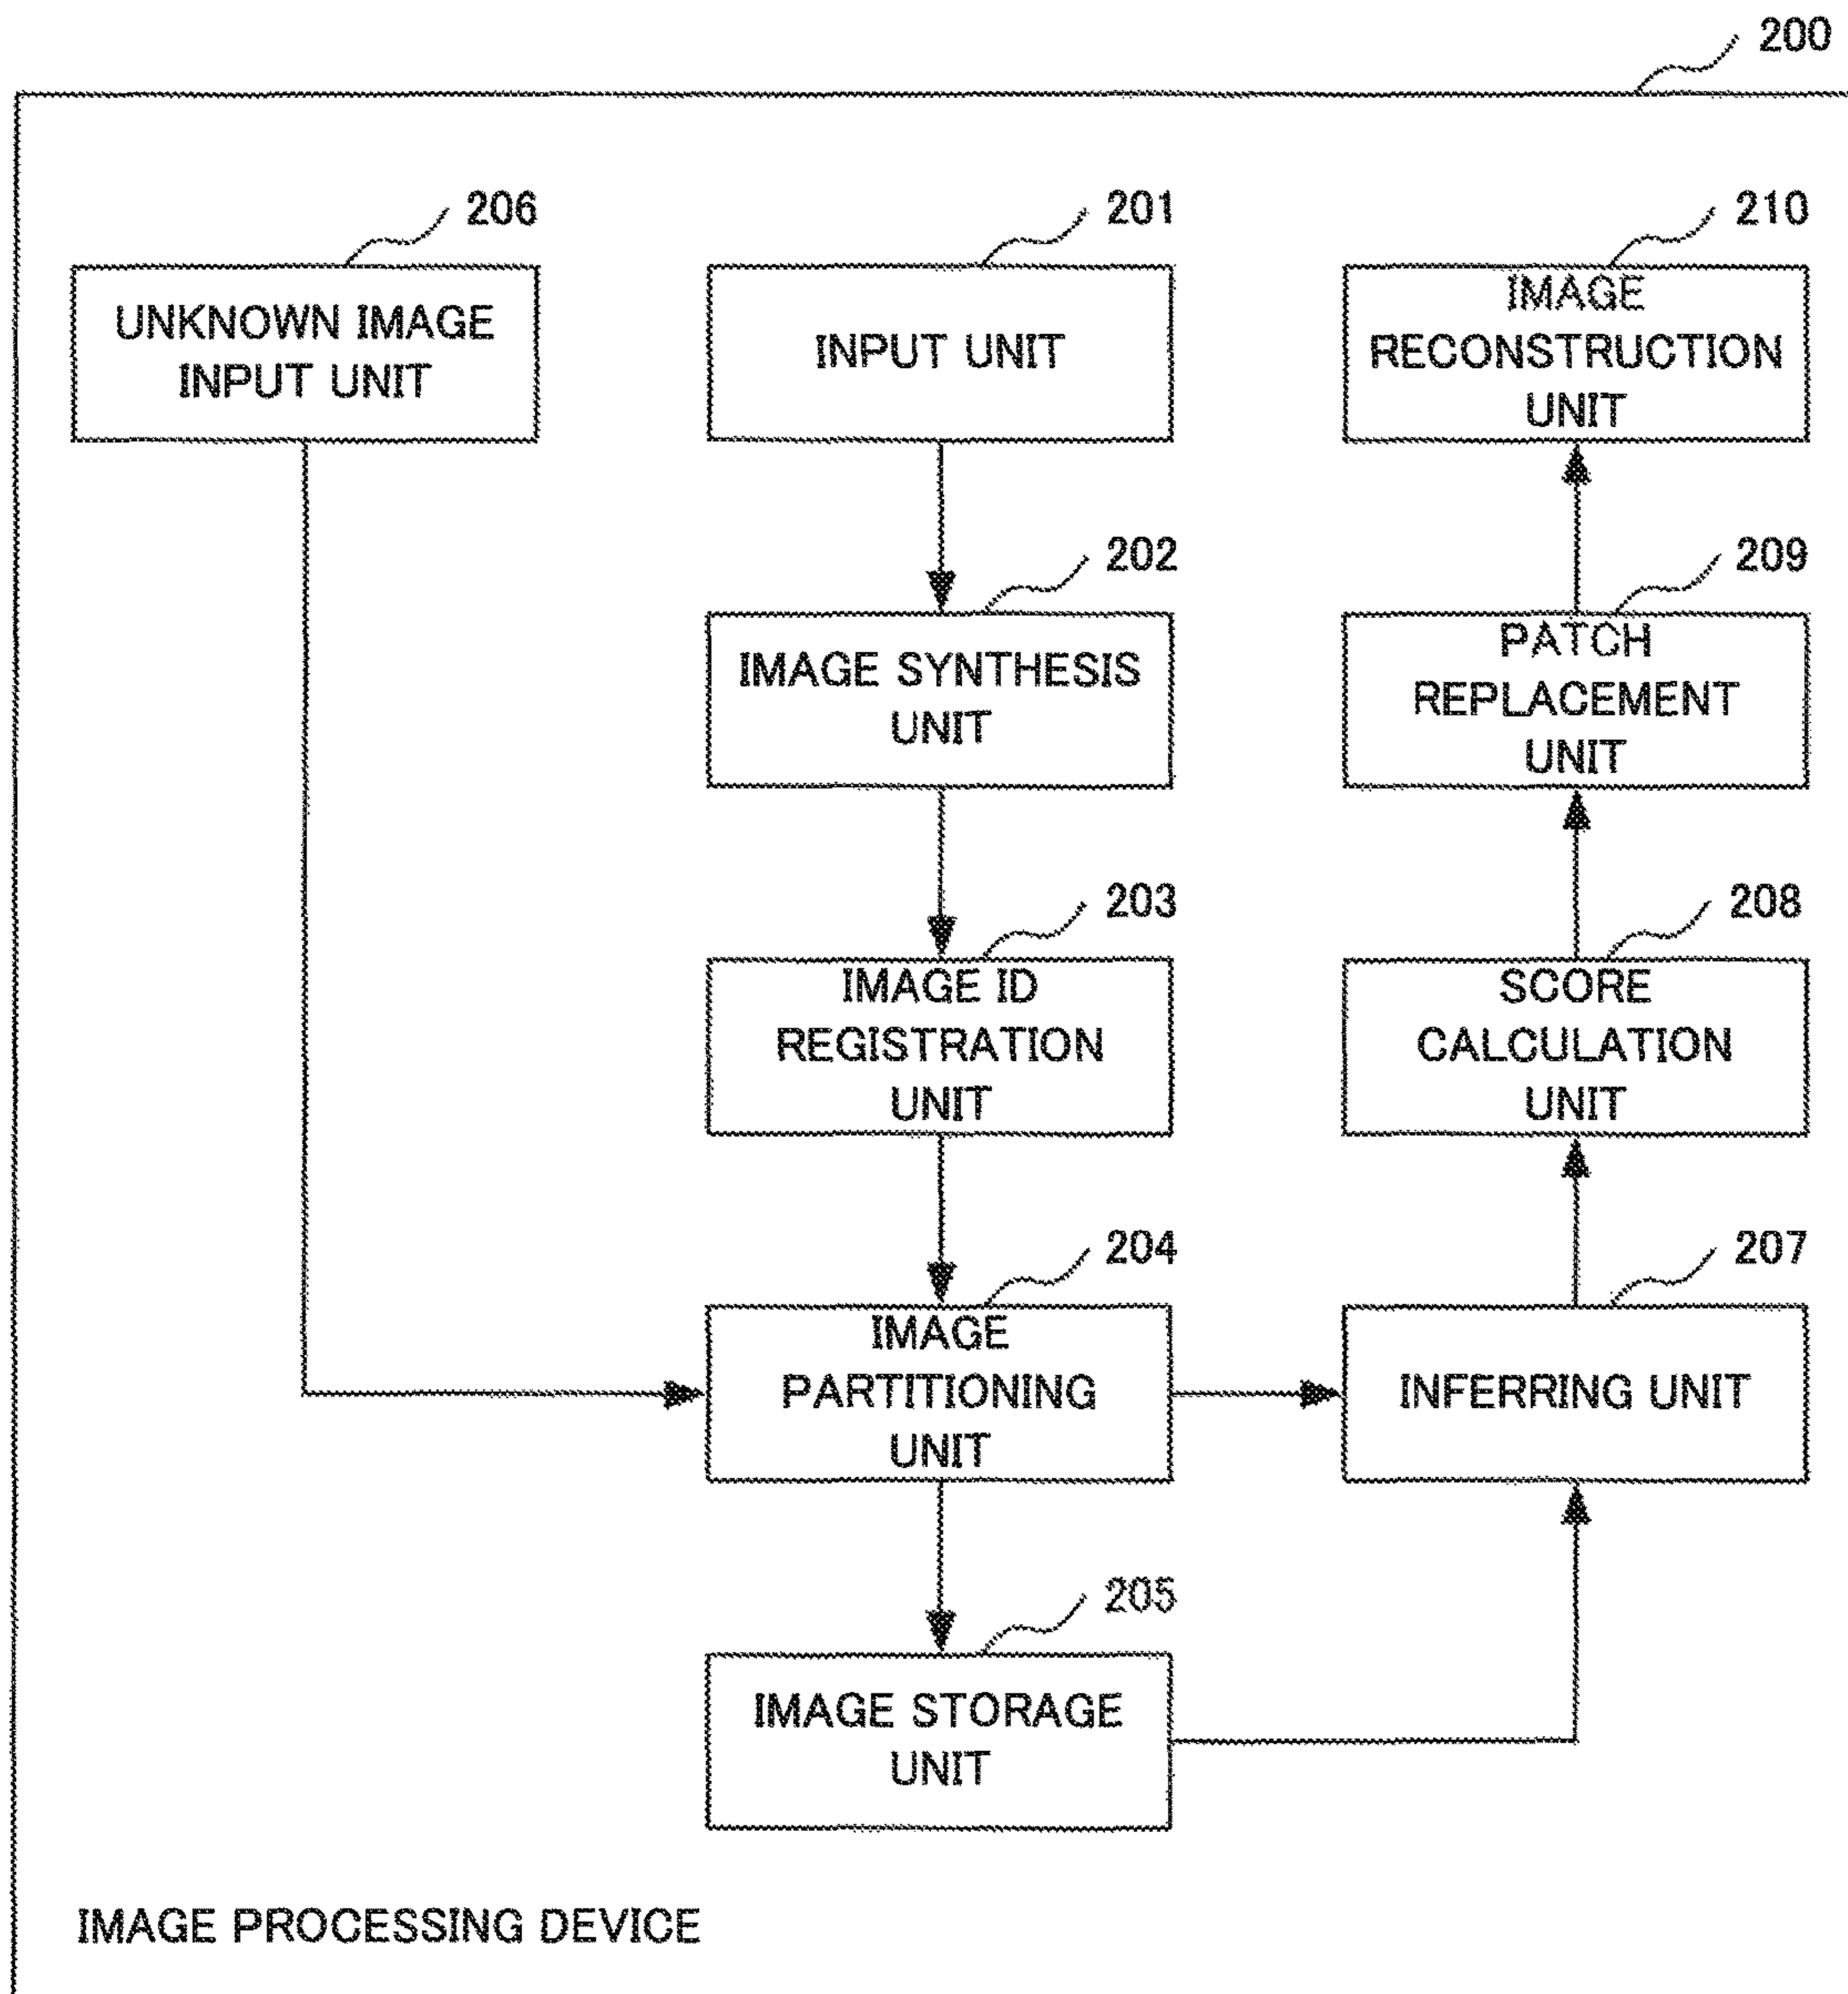 200
206
201
210
UNKNOWN IMAGE
INPUT UNIT
INPUT UNIT
IMAGE
RECONSTRUCTION
UNIT
202
209
IMAGE SYNTHESIS
UNIT
PATCH
REPLACEMENT
UNIT
203
208
IMAGE ID
REGISTRATION
UNIT
SCORE
CALCULATION
UNIT
204
207
IMAGE
PARTITIONING
UNIT
INFERRING UNIT
205
IMAGE STORAGE
UNIT
IMAGE PROCESSING DEVICE